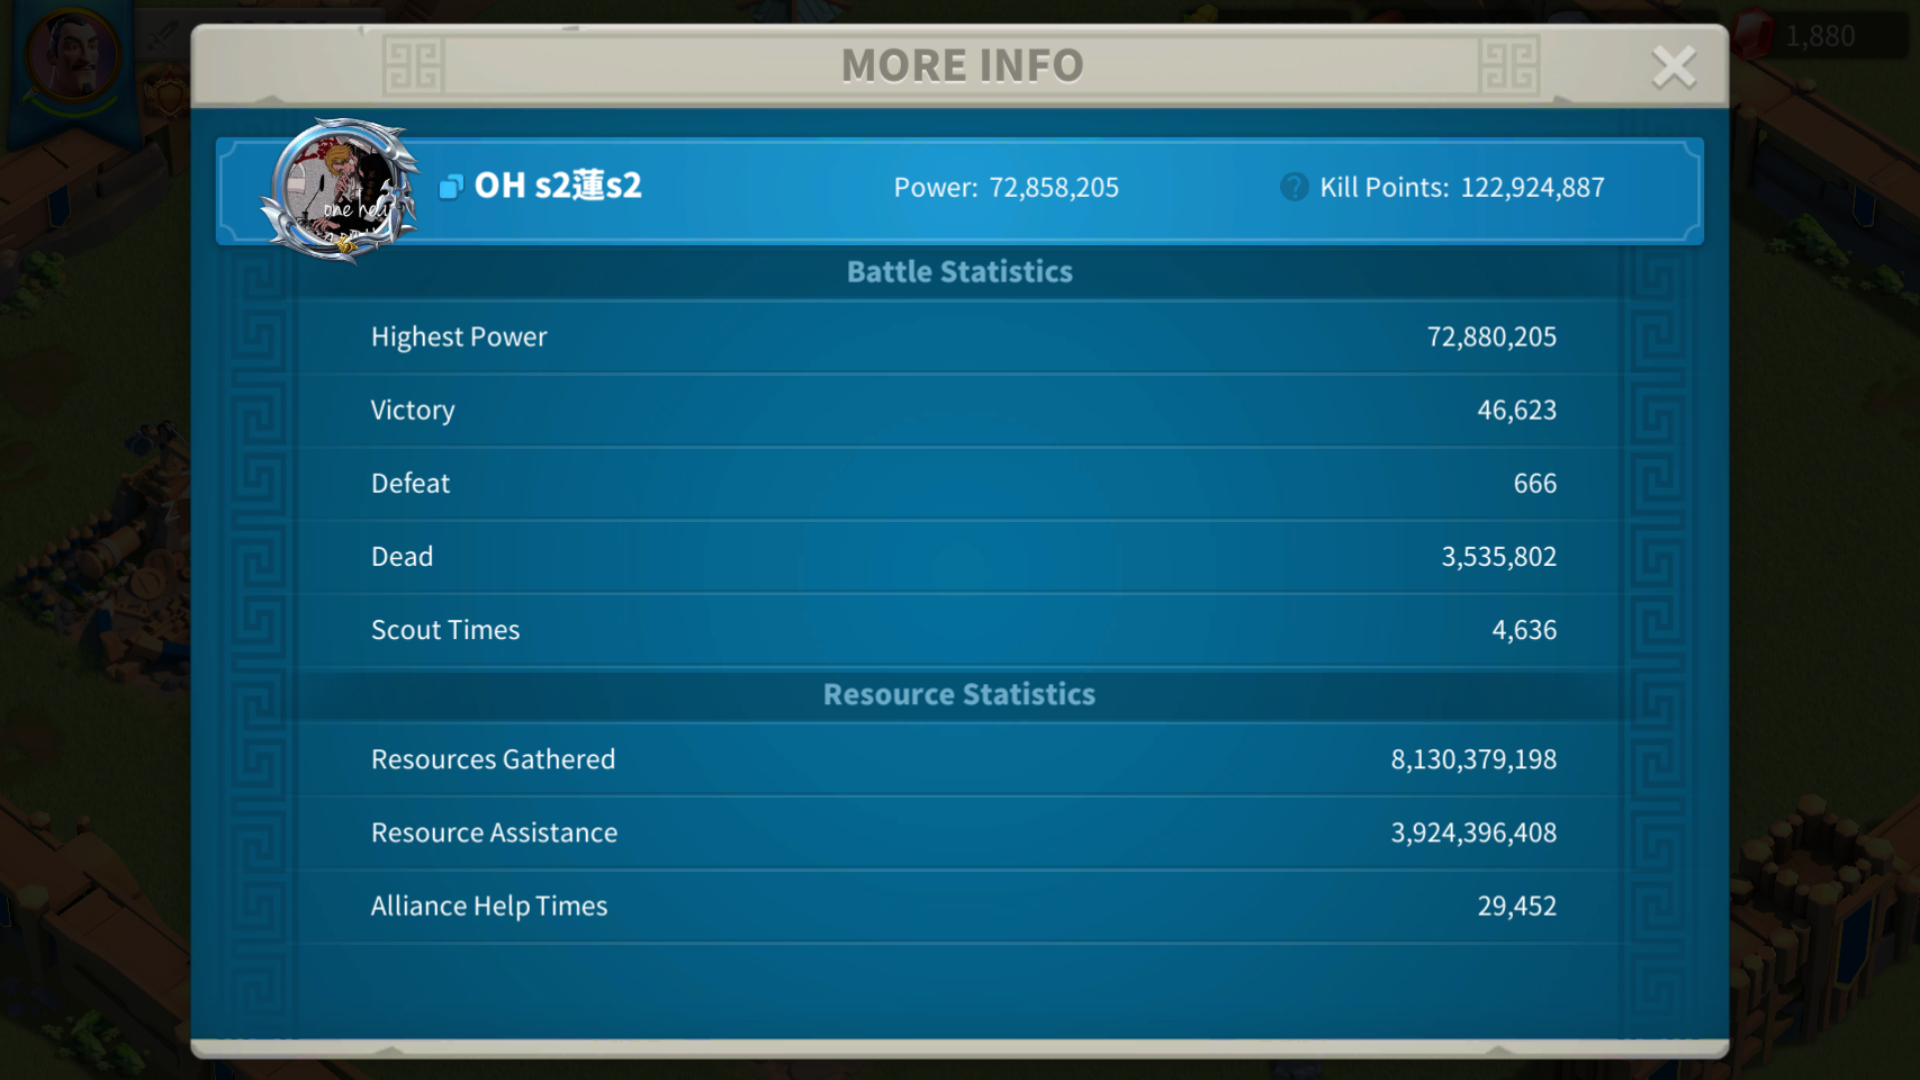 1,880
MORE INFO
OH s2蓮s2
Power: 72,858,205
Kill Points: 122,924,887
one hell
Battle Statistics
Highest Power 72,880,205
Victory 46,623
Defeat 666
Dead 3,535,802
Scout Times 4,636
Resource Statistics
Resources Gathered 8,130,379,198
Resource Assistance 3,924,396,408
Alliance Help Times 29,452